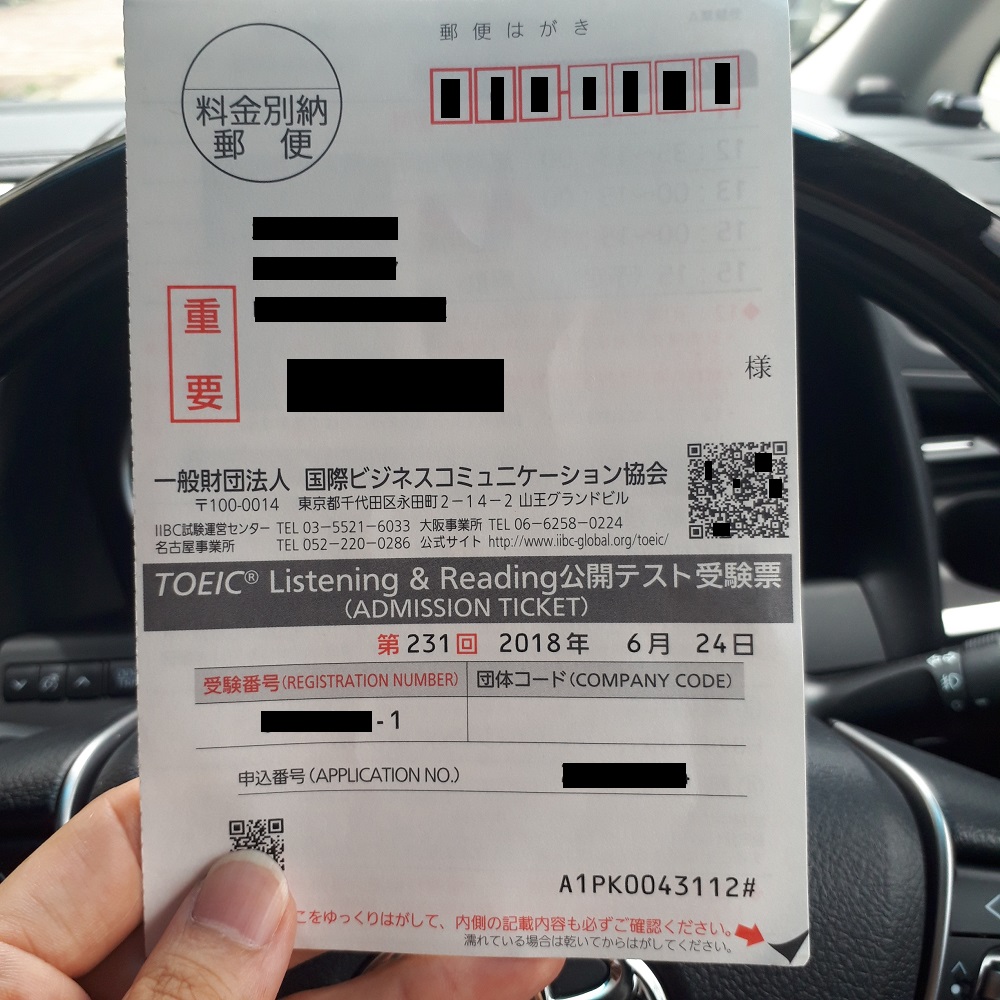 郵便はがき
料金別納
郵便
重要
様
一般財団法人 国際ビジネスコミュニケーション協会
〒100-0014 東京都千代田区永田町2-14-2 山王グランドビル
IIBC試験運営センター TEL 03-5521-6033 大阪事業所 TEL 06-6258-0224
名古屋事業所 TEL 052-220-0286 公式サイト http://www.iibc-global.org/toeic/
TOEIC® Listening & Reading公開テスト受験票
(ADMISSION TICKET)
第231回 2018年 6月 24日
受験番号(REGISTRATION NUMBER) 団体コード(COMPANY CODE)
-1
申込番号(APPLICATION NO.)
A1PK0043112#
こをゆっくりはがして、内側の記載内容も必ずご確認ください。
濡れている場合は乾いてからはがしてください。